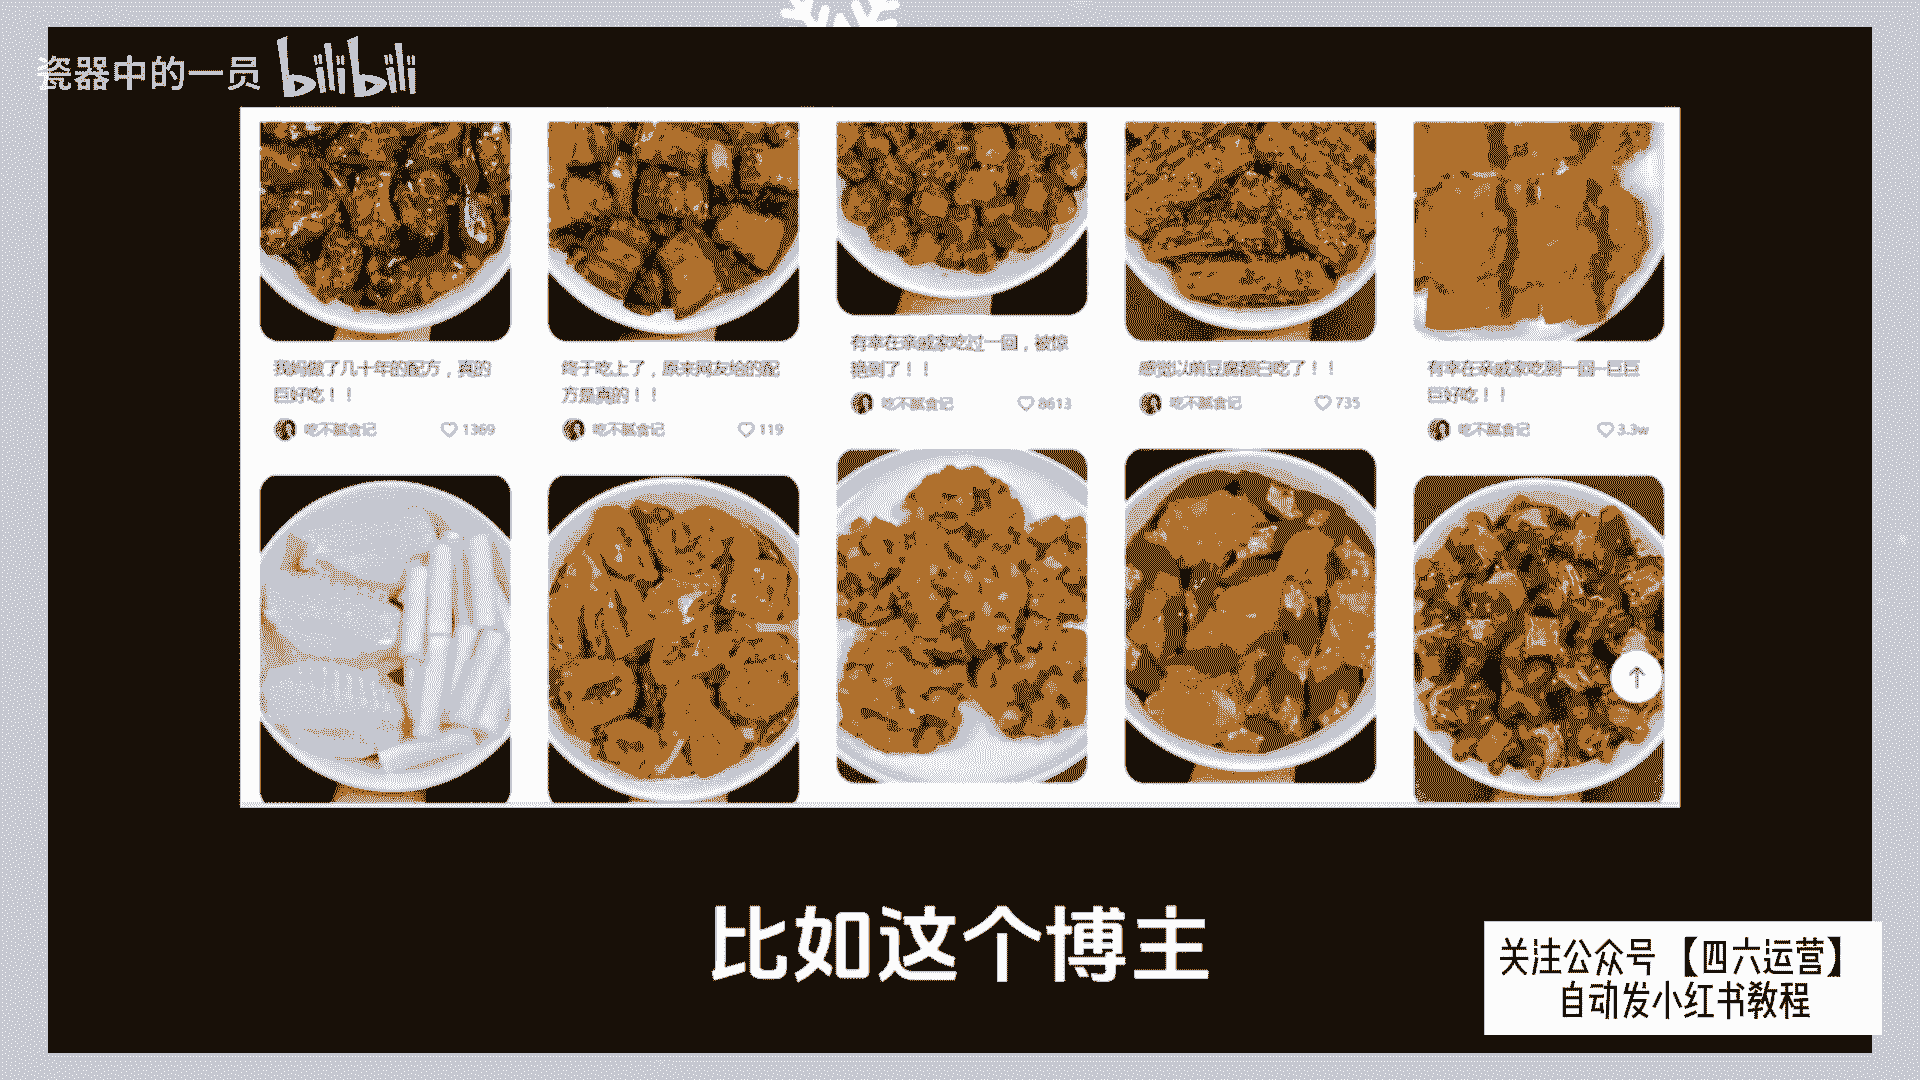 瓷器中的一员 bilibili
我妈做了几十年的配方，真的
巨好吃！！
吃不腻食记 1369
终于吃上了，原来网友给的配
方是真的！！
吃不腻食记 119
有幸在亲戚家吃过一回，被惊
艳到了！！
吃不腻食记 8613
感觉以前豆腐都白吃了！！
吃不腻食记 735
有幸在亲戚家吃到一回一巨巨
巨好吃！！
吃不腻食记 3.3w
比如这个博主
关注公众号【四六运营】
自动发小红书教程